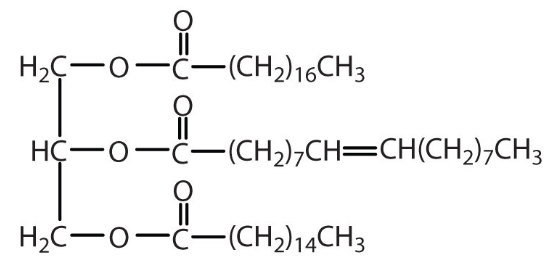 O
H₂C—O—C—(CH₂)₁₆CH₃
O
HC—O—C—(CH₂)₇CH=CH(CH₂)₇CH₃
O
H₂C—O—C—(CH₂)₁₄CH₃